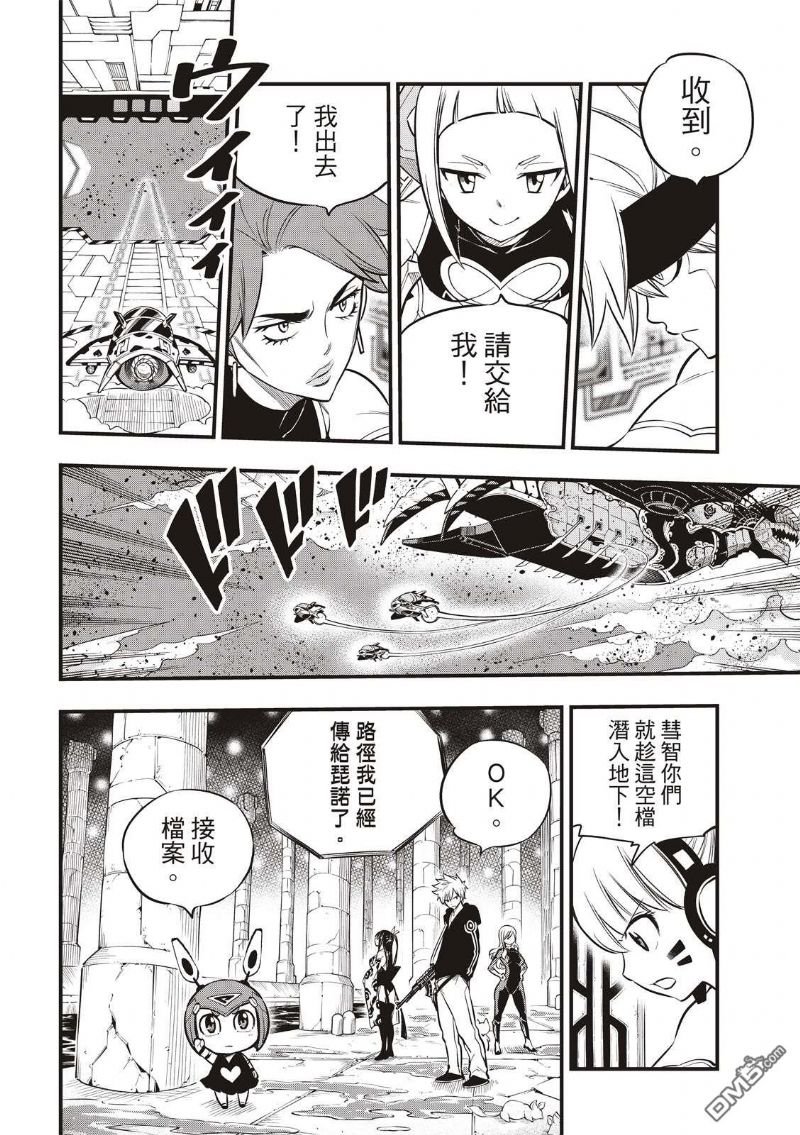 收到。
請交給
我！
我出去
了！
ウィィィ
ドドド
彗智你們
就趁這空檔
潛入地下！
OK。
路徑我已經
傳給琵諾了。
接收
檔案。
DM5.COM